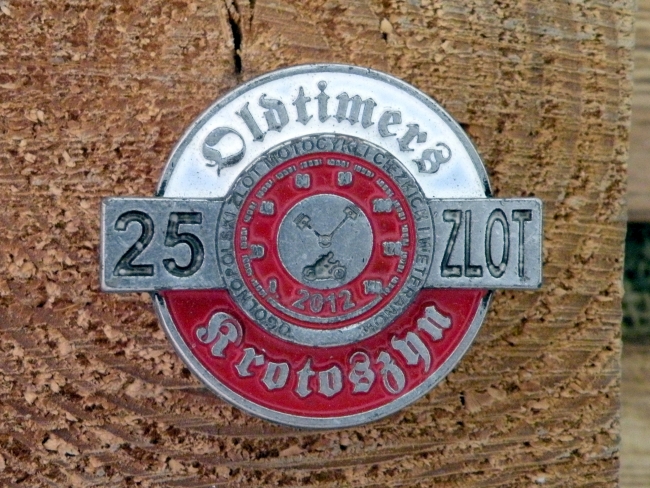 Oldtimers
OGÓLNOPOLSKI ZLOT MOTOCYKLI CIĘŻKICH I WETERANÓW
25 ZLOT
2012
Krotoszyn